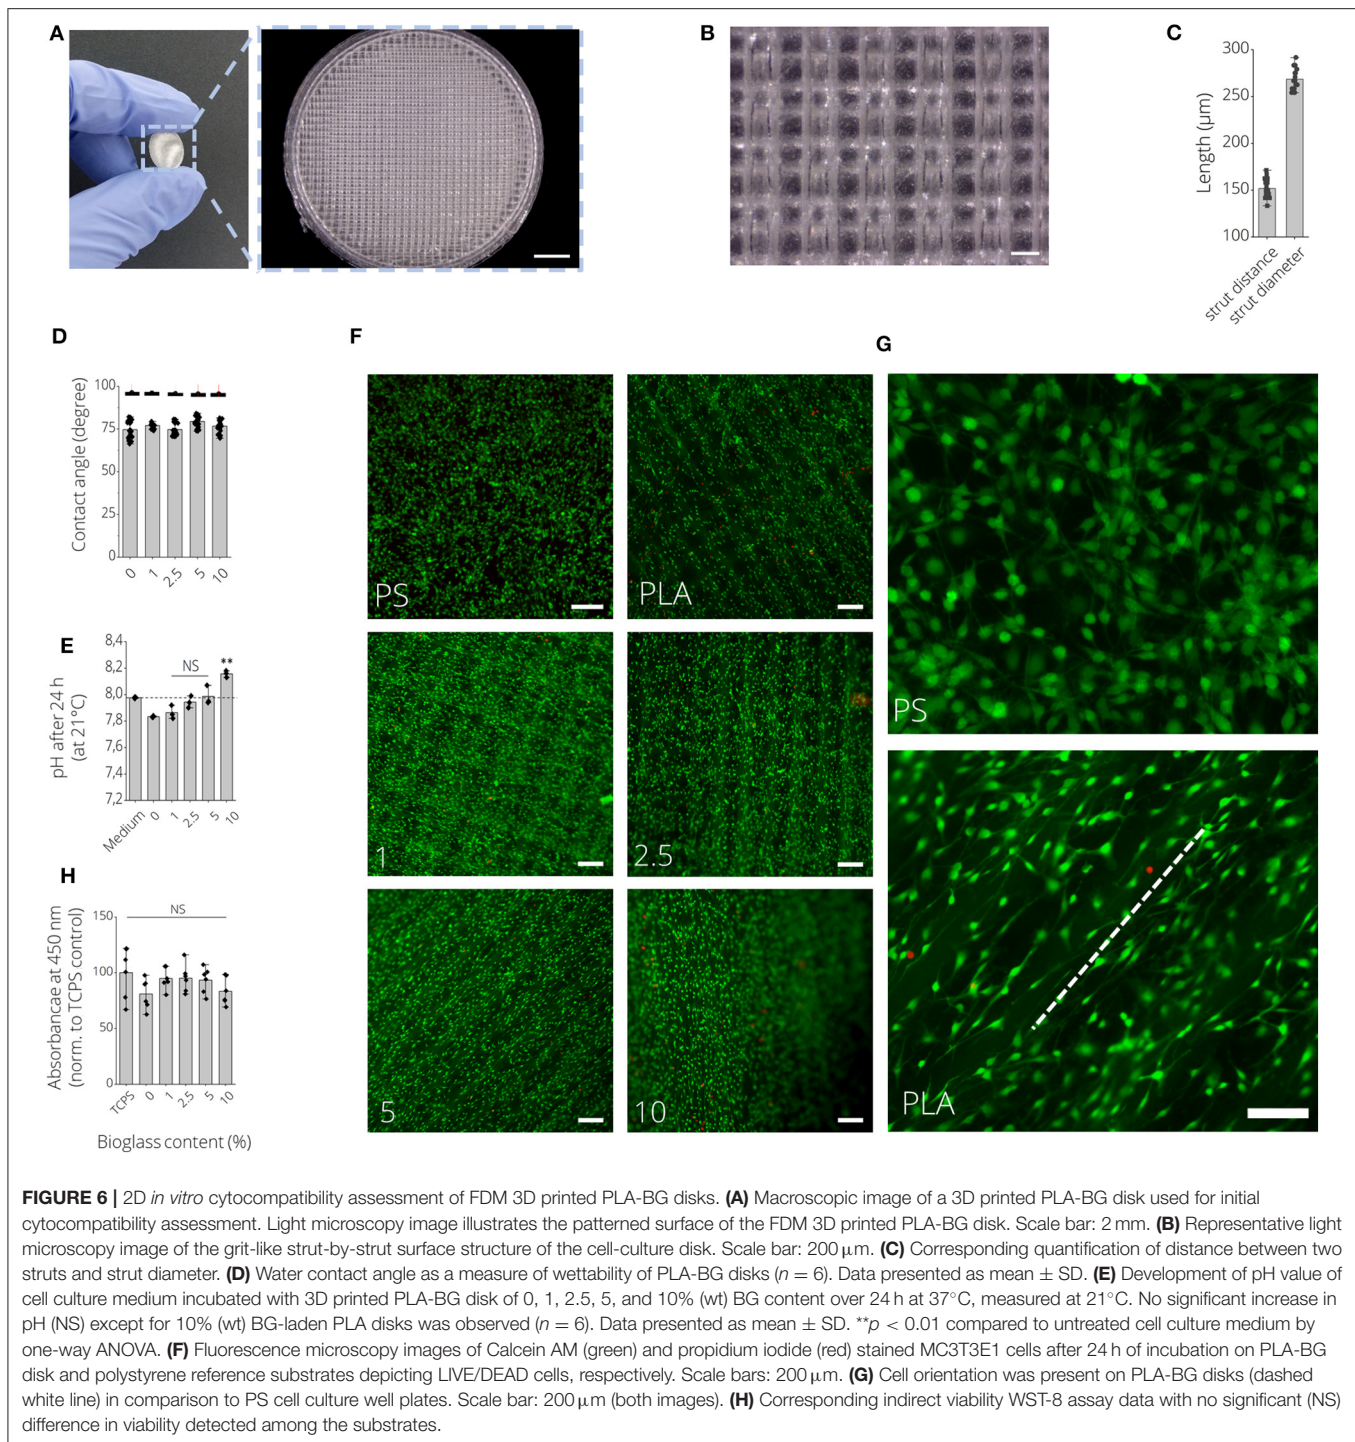 A
B
C
300
250
200
150
100
Length (µm)
strut distance
strut diameter
D
100
75
50
25
0
Contact angle (degree)
0
1
2.5
5
10
E
8,4
8,2
8,0
7,8
7,6
7,4
7,2
pH after 24 h
(at 21°C)
NS
**
Medium
0
1
2.5
5
10
H
150
100
50
0
Absorbancae at 450 nm
(norm. to TCPS control)
NS
TCPS
0
1
2.5
5
10
Bioglass content (%)
F
PS
PLA
1
2.5
5
10
G
PS
PLA
FIGURE 6 | 2D in vitro cytocompatibility assessment of FDM 3D printed PLA-BG disks. (A) Macroscopic image of a 3D printed PLA-BG disk used for initial
cytocompatibility assessment. Light microscopy image illustrates the patterned surface of the FDM 3D printed PLA-BG disk. Scale bar: 2 mm. (B) Representative light
microscopy image of the grit-like strut-by-strut surface structure of the cell-culture disk. Scale bar: 200 µm. (C) Corresponding quantification of distance between two
struts and strut diameter. (D) Water contact angle as a measure of wettability of PLA-BG disks (n = 6). Data presented as mean ± SD. (E) Development of pH value of
cell culture medium incubated with 3D printed PLA-BG disk of 0, 1, 2.5, 5, and 10% (wt) BG content over 24 h at 37°C, measured at 21°C. No significant increase in
pH (NS) except for 10% (wt) BG-laden PLA disks was observed (n = 6). Data presented as mean ± SD. **p < 0.01 compared to untreated cell culture medium by
one-way ANOVA. (F) Fluorescence microscopy images of Calcein AM (green) and propidium iodide (red) stained MC3T3E1 cells after 24 h of incubation on PLA-BG
disk and polystyrene reference substrates depicting LIVE/DEAD cells, respectively. Scale bars: 200 µm. (G) Cell orientation was present on PLA-BG disks (dashed
white line) in comparison to PS cell culture well plates. Scale bar: 200 µm (both images). (H) Corresponding indirect viability WST-8 assay data with no significant (NS)
difference in viability detected among the substrates.